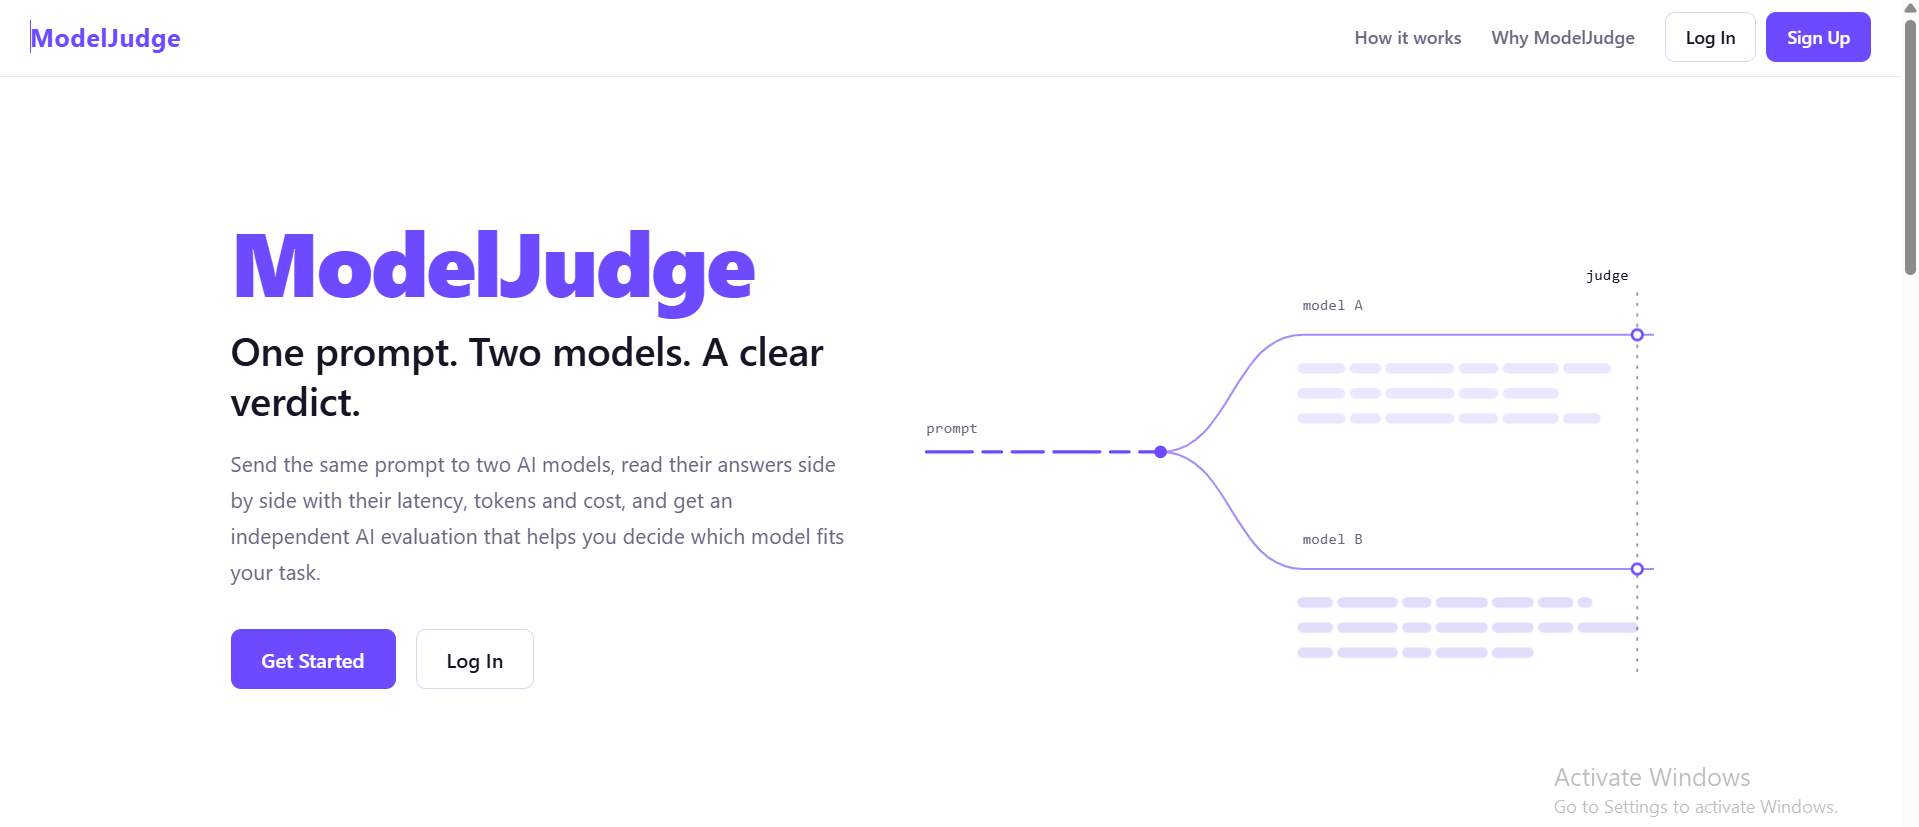 ModelJudge
How it works
Why ModelJudge
Log In
Sign Up
ModelJudge
One prompt. Two models. A clear
verdict.
Send the same prompt to two AI models, read their answers side
by side with their latency, tokens and cost, and get an
independent AI evaluation that helps you decide which model fits
your task.
Get Started
Log In
prompt
judge
model A
model B
Activate Windows
Go to Settings to activate Windows.